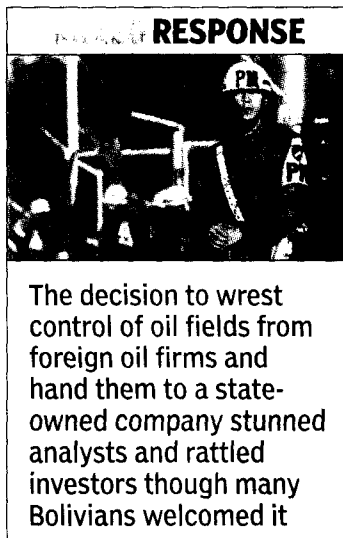 RESPONSE
PM
P
The decision to wrest
control of oil fields from
foreign oil firms and
hand them to a state-
owned company stunned
analysts and rattled
investors though many
Bolivians welcomed it